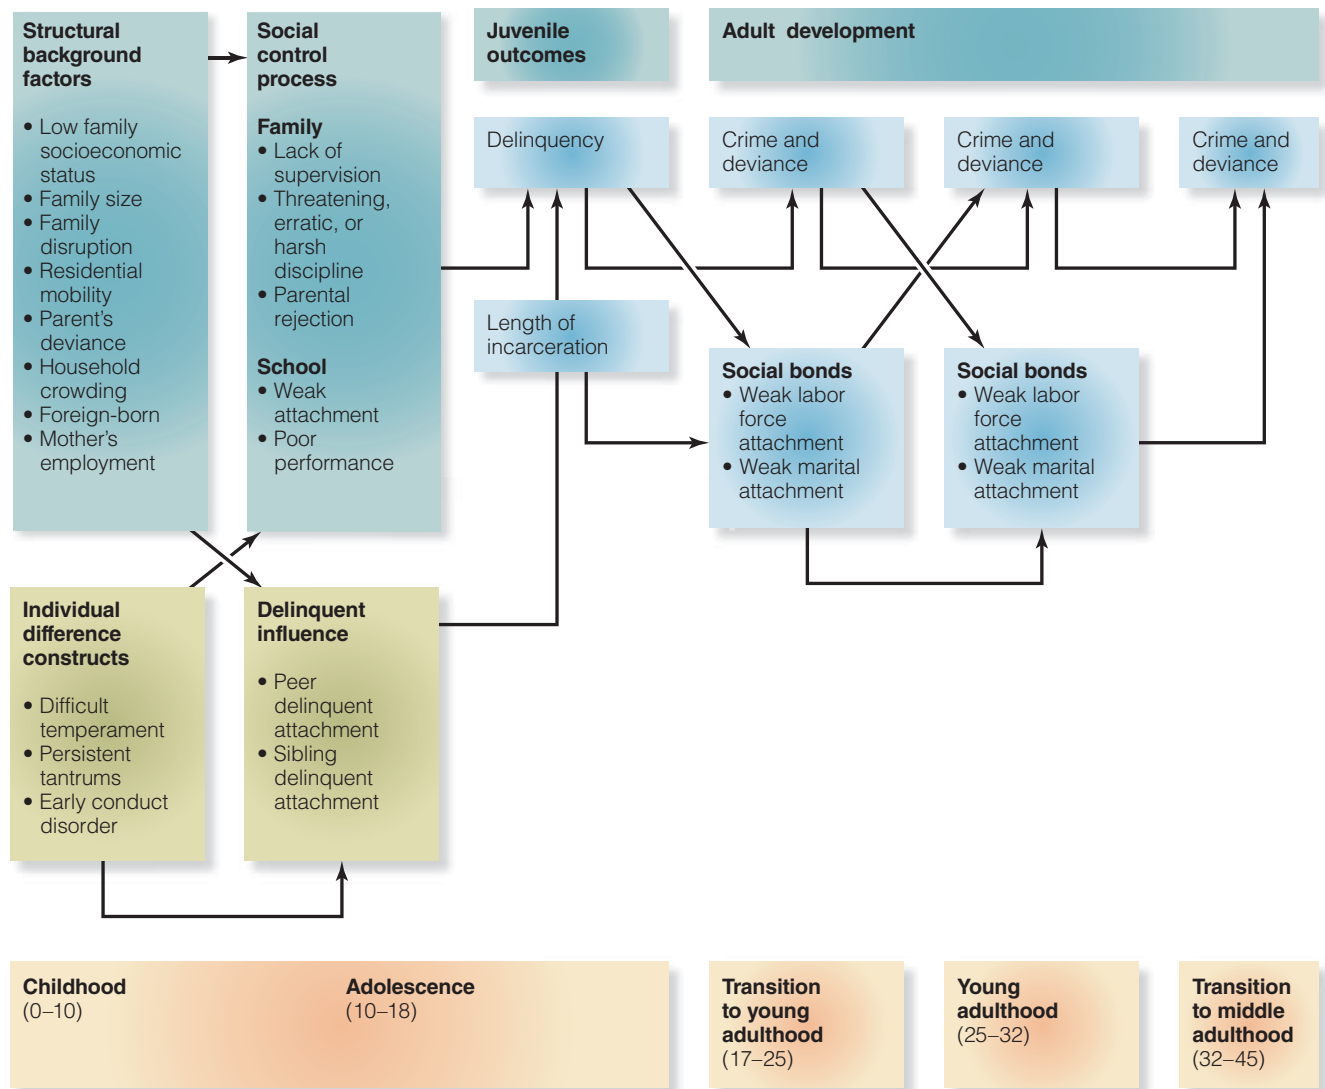 Structural
background
factors
• Low family
socioeconomic
status
• Family size
• Family
disruption
• Residential
mobility
• Parent's
deviance
• Household
crowding
• Foreign-born
• Mother's
employment
Social
control
process
Family
• Lack of
supervision
• Threatening,
erratic, or
harsh
discipline
• Parental
rejection
School
• Weak
attachment
• Poor
performance
Individual
difference
constructs
• Difficult
temperament
• Persistent
tantrums
• Early conduct
disorder
Delinquent
influence
• Peer
delinquent
attachment
• Sibling
delinquent
attachment
Juvenile
outcomes
Delinquency
Length of
incarceration
Adult development
Crime and
deviance
Crime and
deviance
Crime and
deviance
Social bonds
• Weak labor
force
attachment
• Weak marital
attachment
Social bonds
• Weak labor
force
attachment
• Weak marital
attachment
Childhood
(0–10)
Adolescence
(10–18)
Transition
to young
adulthood
(17–25)
Young
adulthood
(25–32)
Transition
to middle
adulthood
(32–45)